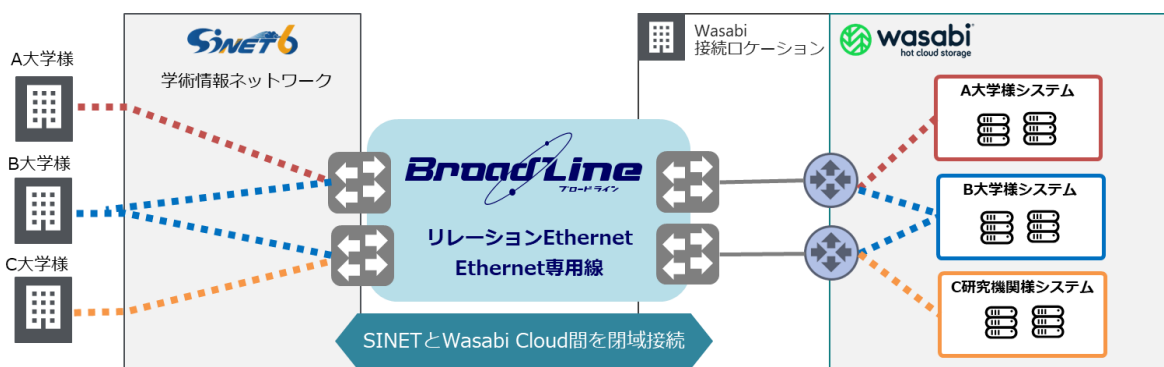 SINET6
学術情報ネットワーク
A大学様
B大学様
C大学様
BroadLine
ブロードライン
リレーションEthernet
Ethernet専用線
SINETとWasabi Cloud間を閉域接続
Wasabi
接続ロケーション
wasabi
hot cloud storage
A大学様システム
B大学様システム
C研究機関様システム